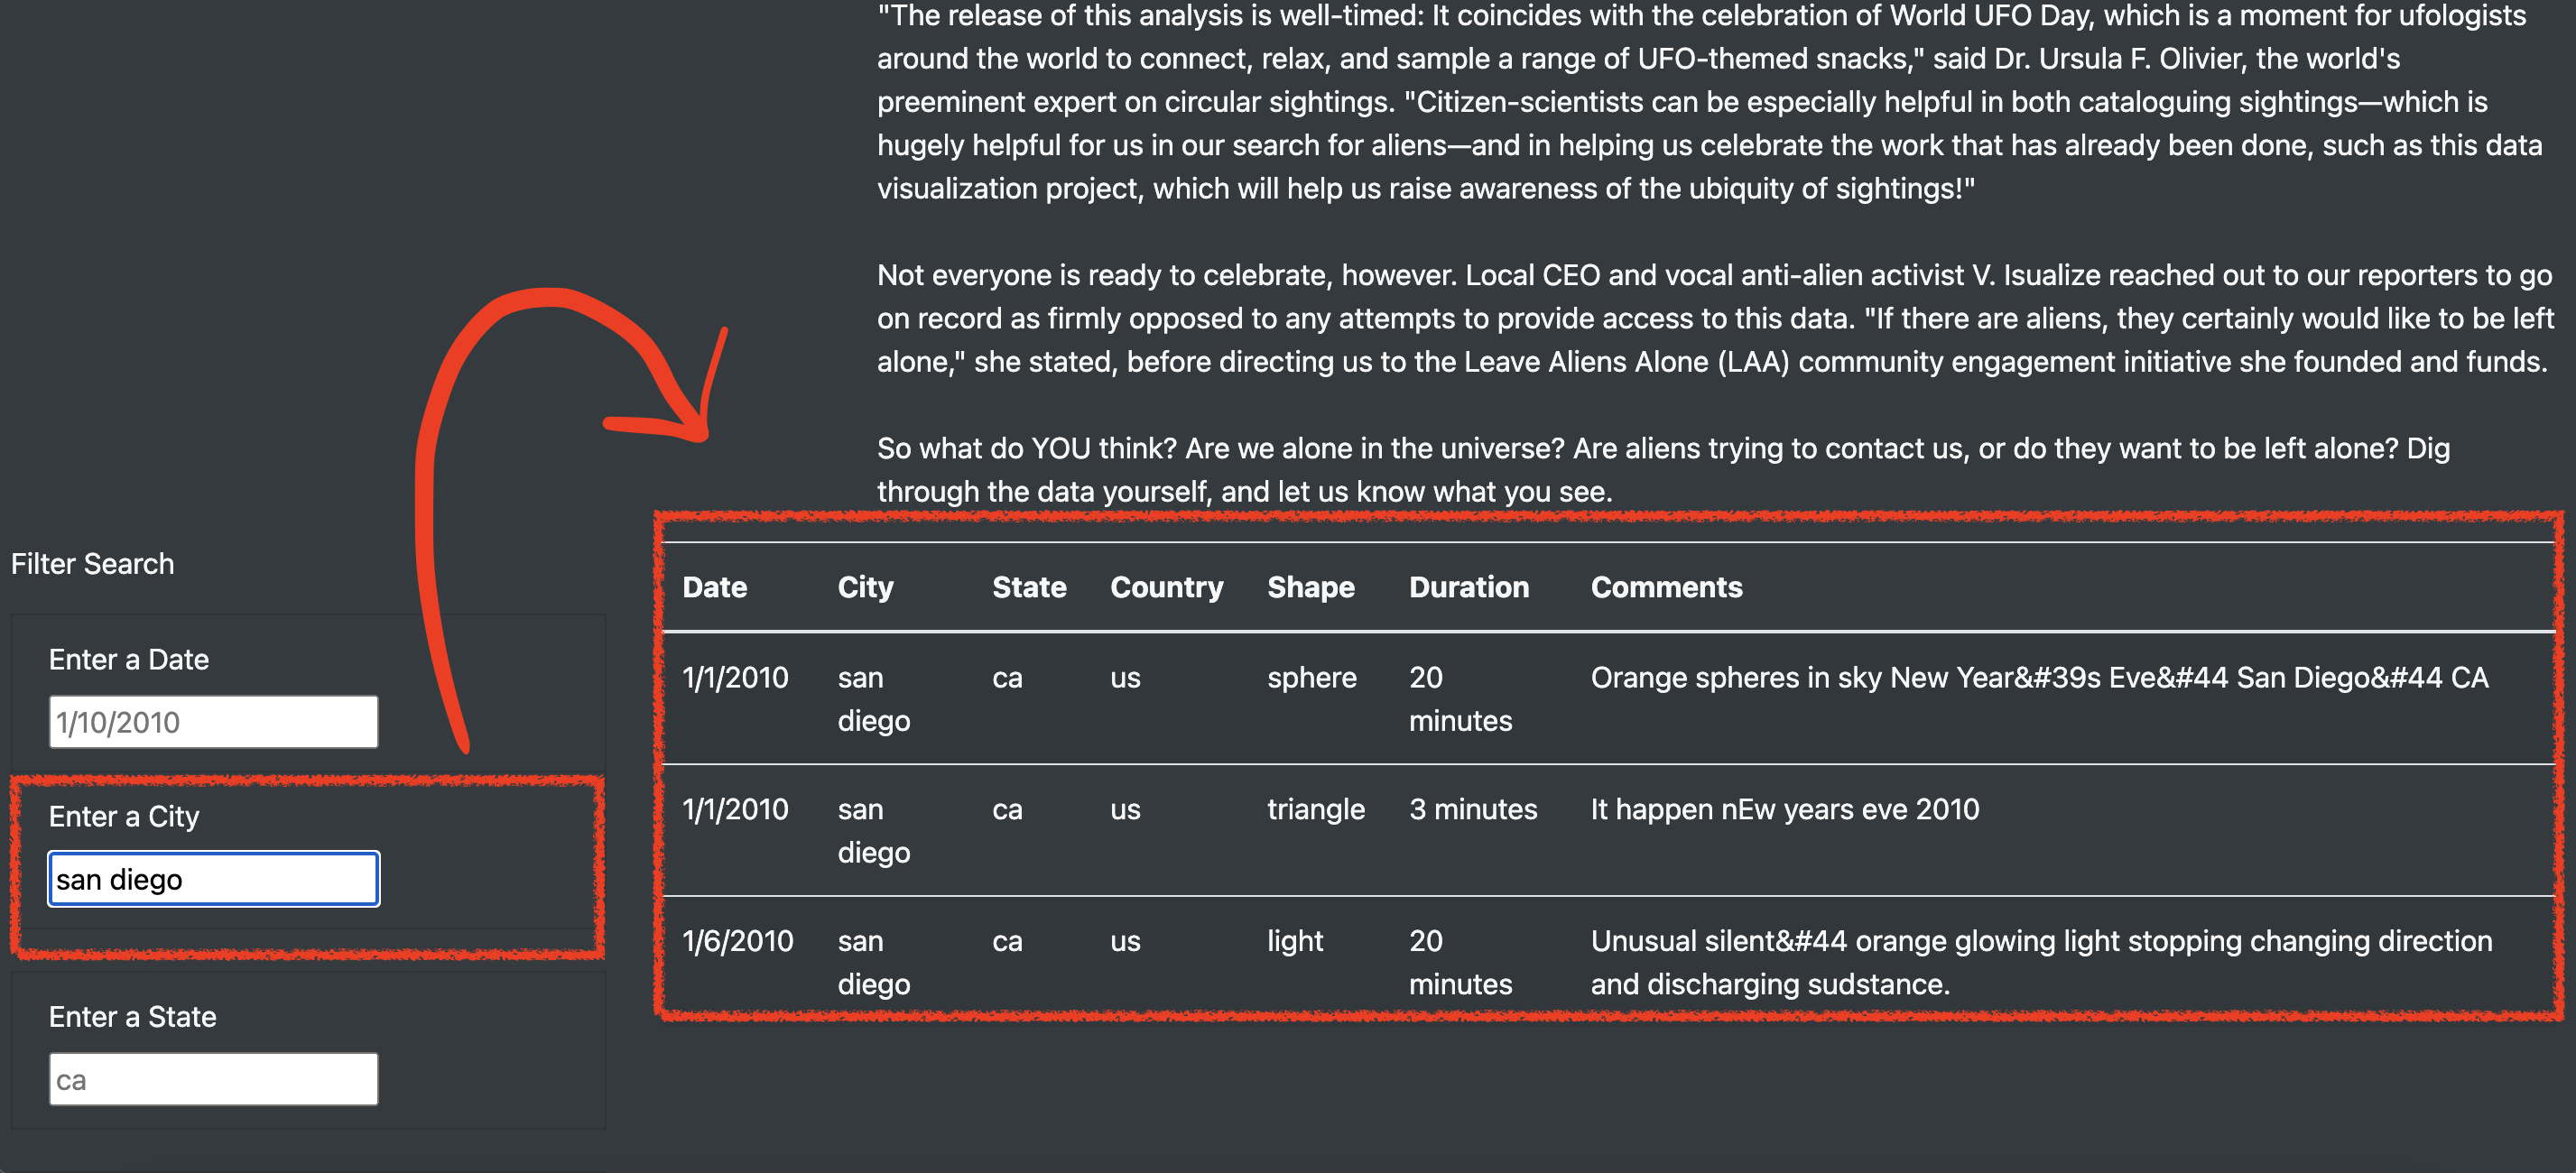 "The release of this analysis is well-timed: It coincides with the celebration of World UFO Day, which is a moment for ufologists
around the world to connect, relax, and sample a range of UFO-themed snacks," said Dr. Ursula F. Olivier, the world's
preeminent expert on circular sightings. "Citizen-scientists can be especially helpful in both cataloguing sightings—which is
hugely helpful for us in our search for aliens—and in helping us celebrate the work that has already been done, such as this data
visualization project, which will help us raise awareness of the ubiquity of sightings!"
Not everyone is ready to celebrate, however. Local CEO and vocal anti-alien activist V. Isualize reached out to our reporters to go
on record as firmly opposed to any attempts to provide access to this data. "If there are aliens, they certainly would like to be left
alone," she stated, before directing us to the Leave Aliens Alone (LAA) community engagement initiative she founded and funds.
So what do YOU think? Are we alone in the universe? Are aliens trying to contact us, or do they want to be left alone? Dig
through the data yourself, and let us know what you see.
Filter Search
Enter a Date
1/10/2010
Enter a City
san diego
Enter a State
ca
Date City State Country Shape Duration Comments
1/1/2010 san ca us sphere 20 Orange spheres in sky New Year&#39s Eve&#44 San Diego&#44 CA
diego minutes
1/1/2010 san ca us triangle 3 minutes It happen nEw years eve 2010
diego
1/6/2010 san ca us light 20 Unusual silent&#44 orange glowing light stopping changing direction
diego minutes and discharging sudstance.